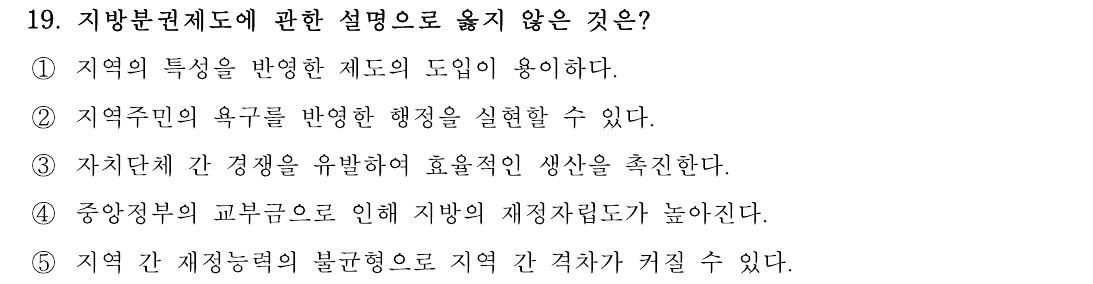 19. 지방분권제도에 관한 설명으로 옳지 않은 것은?
① 지역의 특성을 반영한 제도의 도입이 용이하다.
② 지역주민의 욕구를 반영한 행정을 실현할 수 있다.
③ 자치단체 간 경쟁을 유발하여 효율적인 생산을 촉진한다.
④ 중앙정부의 교부금으로 인해 지방의 재정자립도가 높아진다.
⑤ 지역 간 재정능력의 불균형으로 지역 간 격차가 커질 수 있다.